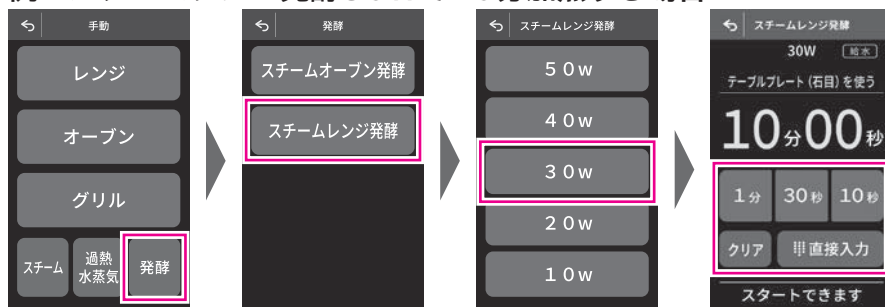 手動
レンジ
オーブン
グリル
スチーム
過熱
水蒸気
発酵
発酵
スチームオーブン発酵
スチームレンジ発酵
スチームレンジ発酵
５０w
４０w
３０w
２０w
１０w
スチームレンジ発酵
30W 給水
テーブルプレート(石目)を使う
10分00秒
1分 30秒 10秒
クリア 直接入力
スタートできます